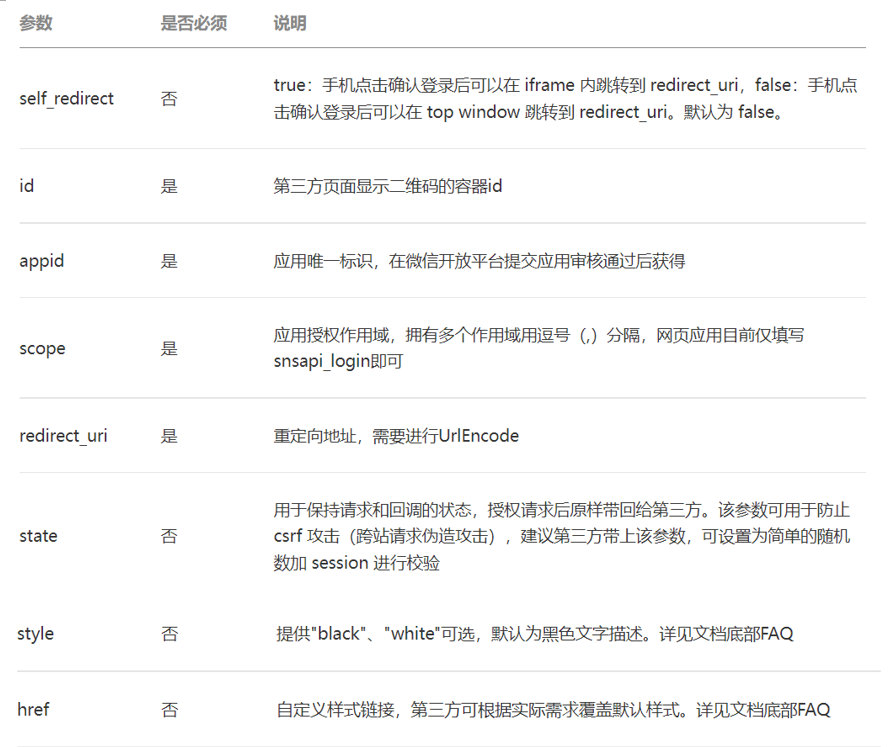 参数 是否必须 说明
self_redirect 否 true：手机点击确认登录后可以在 iframe 内跳转到 redirect_uri，false：手机点
击确认登录后可以在 top window 跳转到 redirect_uri。默认为 false。
id 是 第三方页面显示二维码的容器id
appid 是 应用唯一标识，在微信开放平台提交应用审核通过后获得
scope 是 应用授权作用域，拥有多个作用域用逗号（,）分隔，网页应用目前仅填写
snsapi_login即可
redirect_uri 是 重定向地址，需要进行UrlEncode
state 否 用于保持请求和回调的状态，授权请求后原样带回给第三方。该参数可用于防止
csrf 攻击（跨站请求伪造攻击），建议第三方带上该参数，可设置为简单的随机
数加 session 进行校验
style 否 提供"black"、"white"可选，默认为黑色文字描述。详见文档底部FAQ
href 否 自定义样式链接，第三方可根据实际需求覆盖默认样式。详见文档底部FAQ